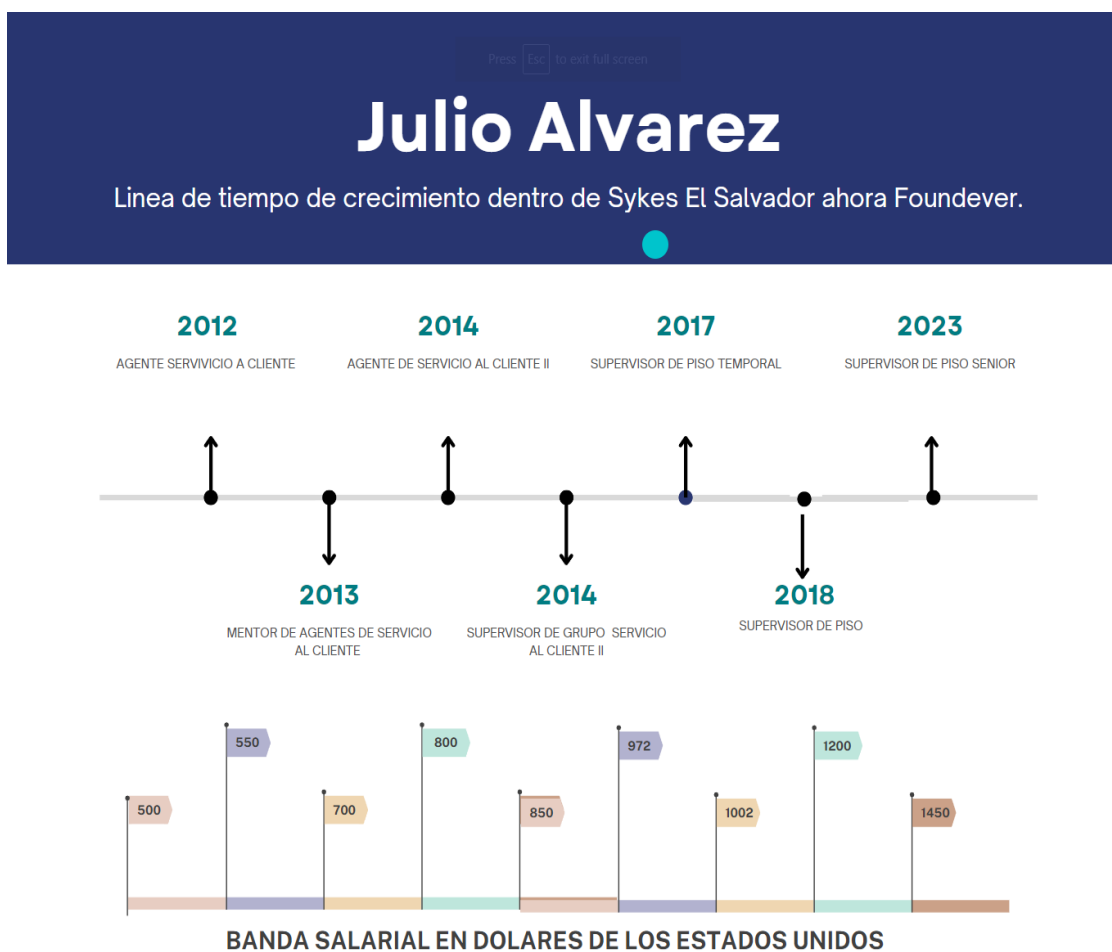 Press Esc to exit full screen
Julio Alvarez
Linea de tiempo de crecimiento dentro de Sykes El Salvador ahora Foundever.
2012
AGENTE SERVIVICIO A CLIENTE
2014
AGENTE DE SERVICIO AL CLIENTE II
2017
SUPERVISOR DE PISO TEMPORAL
2023
SUPERVISOR DE PISO SENIOR
2013
MENTOR DE AGENTES DE SERVICIO
AL CLIENTE
2014
SUPERVISOR DE GRUPO SERVICIO
AL CLIENTE II
2018
SUPERVISOR DE PISO
500
550
700
800
850
972
1002
1200
1450
BANDA SALARIAL EN DOLARES DE LOS ESTADOS UNIDOS